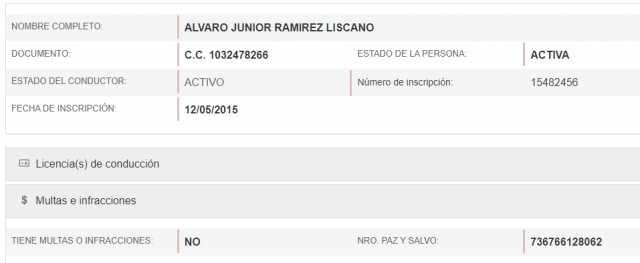 NOMBRE COMPLETO: ALVARO JUNIOR RAMIREZ LISCANO
DOCUMENTO: C.C. 1032478266 ESTADO DE LA PERSONA: ACTIVA
ESTADO DEL CONDUCTOR: ACTIVO Número de inscripción: 15482456
FECHA DE INSCRIPCIÓN: 12/05/2015
Licencia(s) de conducción
$ Multas e infracciones
TIENE MULTAS O INFRACCIONES: NO NRO. PAZ Y SALVO: 736766128062